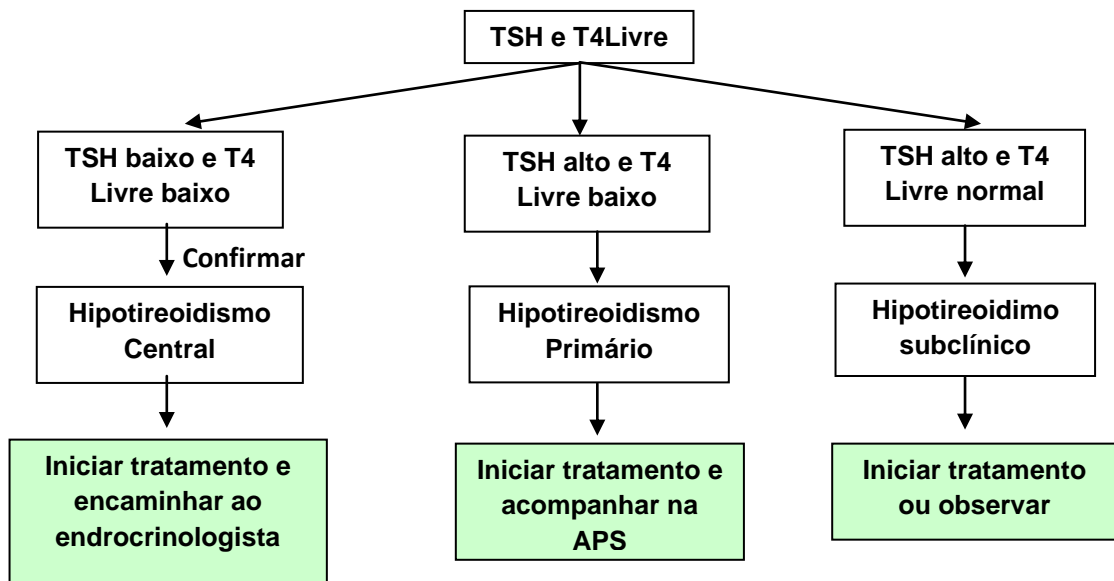 TSH e T4Livre
TSH baixo e T4
Livre baixo
TSH alto e T4
Livre baixo
TSH alto e T4
Livre normal
Confirmar
Hipotireoidismo
Central
Hipotireoidismo
Primário
Hipotireoidimo
subclínico
Iniciar tratamento e
encaminhar ao
endrocrinologista
Iniciar tratamento e
acompanhar na
APS
Iniciar tratamento
ou observar